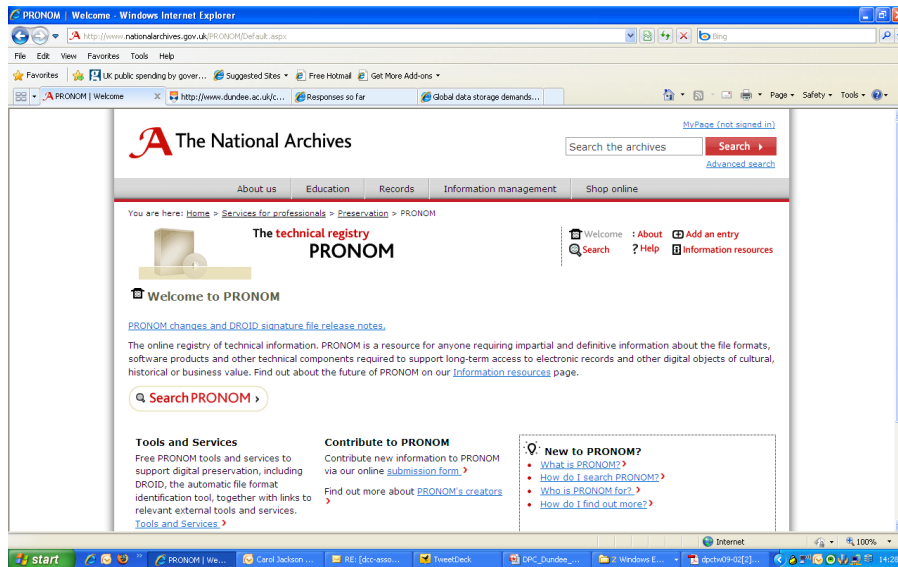 PRONOM | Welcome - Windows Internet Explorer
http://www.nationalarchives.gov.uk/PRONOM/Default.aspx
Bing
File Edit View Favorites Tools Help
Favorites UK public spending by gover... Suggested Sites Free Hotmail Get More Add-ons
PRONOM | Welcome X http://www.dundee.ac.uk/c... Responses so far Global data storage demands... Page Safety Tools
The National Archives
MyPage (not signed in)
Search the archives Search
Advanced search
About us Education Records Information management Shop online
You are here: Home > Services for professionals > Preservation > PRONOM
The technical registry
PRONOM
Welcome : About Add an entry
Search ? Help Information resources
Welcome to PRONOM
PRONOM changes and DROID signature file release notes.
The online registry of technical information. PRONOM is a resource for anyone requiring impartial and definitive information about the file formats,
software products and other technical components required to support long-term access to electronic records and other digital objects of cultural,
historical or business value. Find out about the future of PRONOM on our Information resources page.
Search PRONOM ›
Tools and Services
Free PRONOM tools and services to
support digital preservation, including
DROID, the automatic file format
identification tool, together with links to
relevant external tools and services.
Tools and Services
Contribute to PRONOM
Contribute new information to PRONOM
via our online submission form
Find out more about PRONOM's creators
New to PRONOM?
• What is PRONOM?
• How do I search PRONOM?
• Who is PRONOM for?
• How do I find out more?
Internet 100%
start PRONOM | We... Carol Jackson ... RE: [dcc-asso... TweetDeck DPC_Dundee_... 2 Windows E... dpctw09-02[2]... 14:28